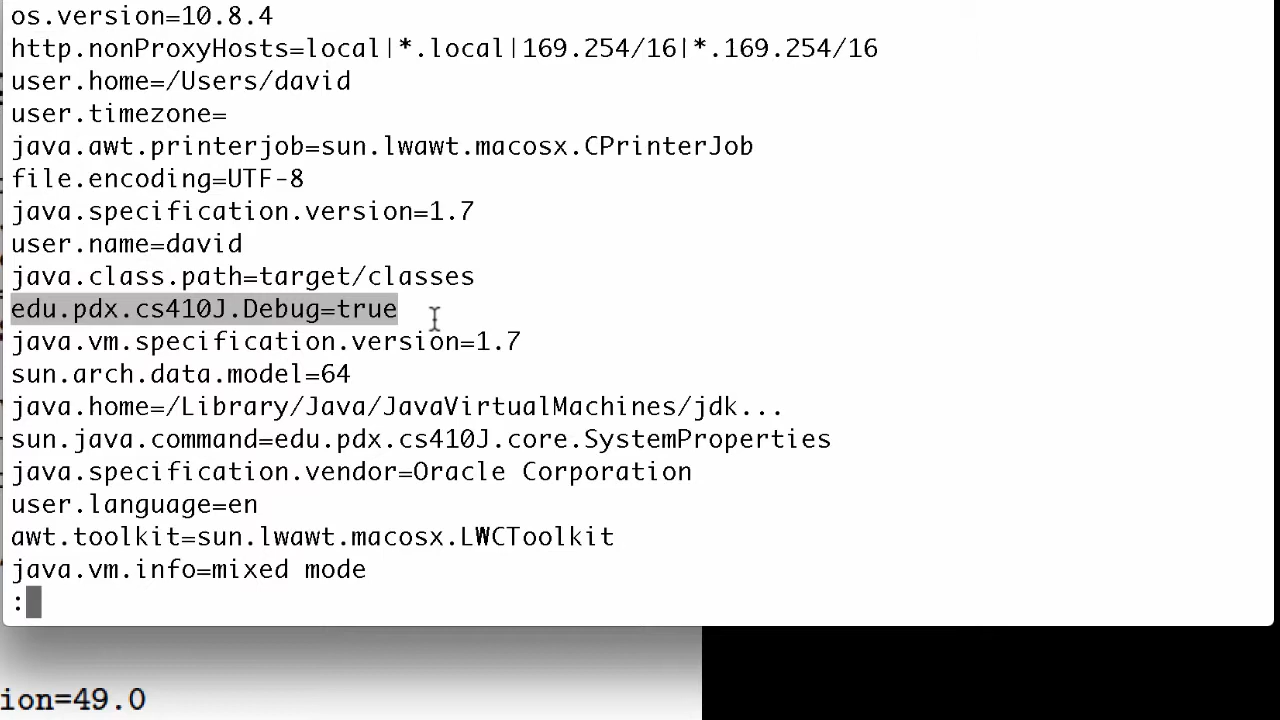 os.version=10.8.4
http.nonProxyHosts=local|*.local|169.254/16|*.169.254/16
user.home=/Users/david
user.timezone=
java.awt.printerjob=sun.lwawt.macosx.CPrinterJob
file.encoding=UTF-8
java.specification.version=1.7
user.name=david
java.class.path=target/classes
edu.pdx.cs410J.Debug=true
java.vm.specification.version=1.7
sun.arch.data.model=64
java.home=/Library/Java/JavaVirtualMachines/jdk...
sun.java.command=edu.pdx.cs410J.core.SystemProperties
java.specification.vendor=Oracle Corporation
user.language=en
awt.toolkit=sun.lwawt.macosx.LWCToolkit
java.vm.info=mixed mode
:
ion=49.0